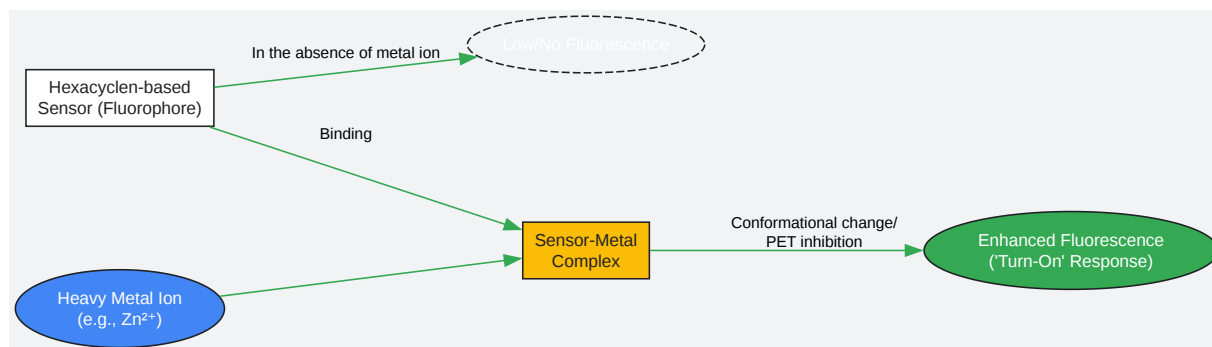 Low/No Fluorescence
In the absence of metal ion
Hexacyclen-based
Sensor (Fluorophore)
Binding
Sensor-Metal
Complex
Conformational change/
PET inhibition
Enhanced Fluorescence
('Turn-On' Response)
Heavy Metal Ion
(e.g., Zn²⁺)